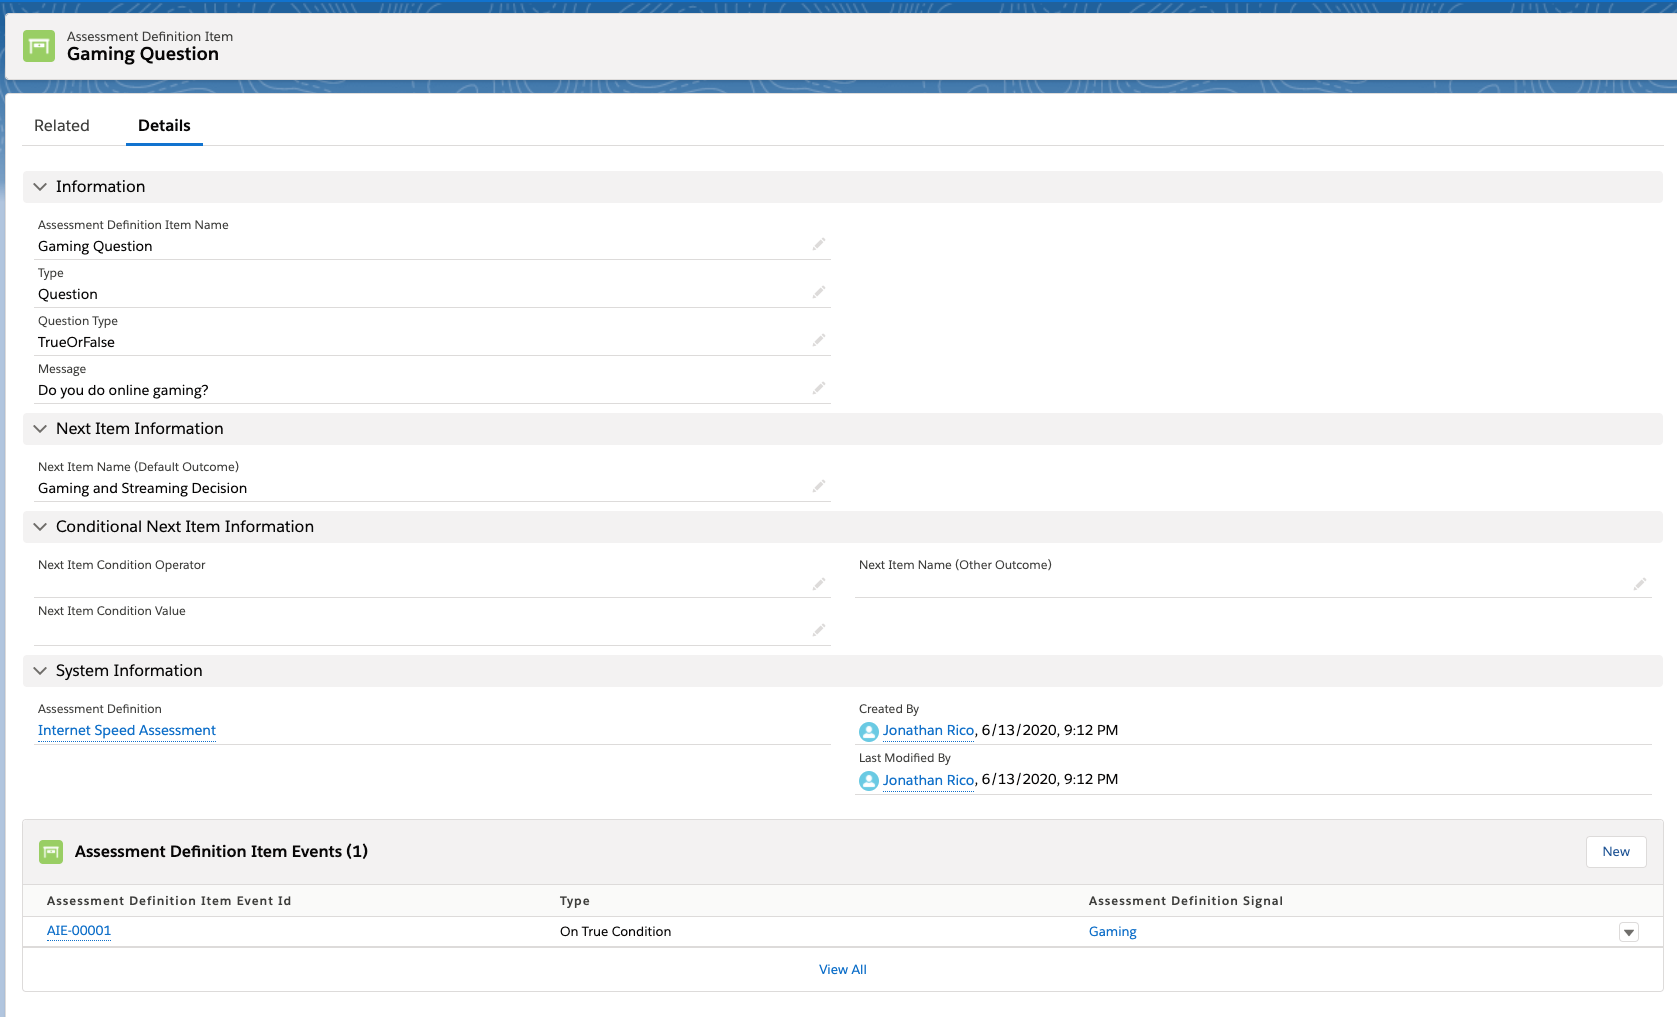 Assessment Definition Item
Gaming Question
Related Details
Information
Assessment Definition Item Name
Gaming Question
Type
Question
Question Type
TrueOrFalse
Message
Do you do online gaming?
Next Item Information
Next Item Name (Default Outcome)
Gaming and Streaming Decision
Conditional Next Item Information
Next Item Condition Operator
Next Item Name (Other Outcome)
Next Item Condition Value
System Information
Assessment Definition
Internet Speed Assessment
Created By
Jonathan Rico, 6/13/2020, 9:12 PM
Last Modified By
Jonathan Rico, 6/13/2020, 9:12 PM
Assessment Definition Item Events (1)
New
Assessment Definition Item Event Id Type Assessment Definition Signal
AIE-00001 On True Condition Gaming
View All